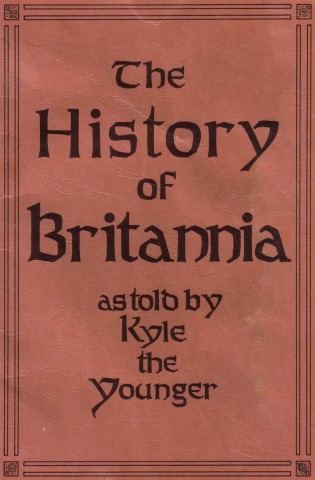 The
History
of
Britannia
as told by
Kyle
the
Younger